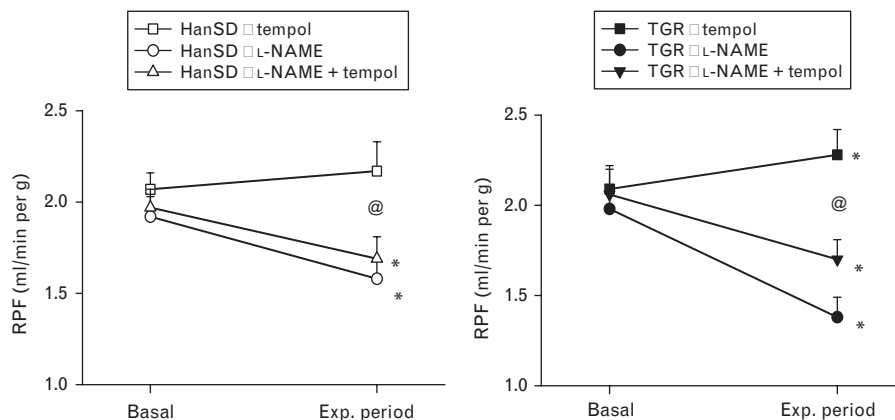 HanSD □ tempol
HanSD □ L-NAME
HanSD □ L-NAME + tempol
2.5
2.0
1.5
1.0
RPF (ml/min per g)
@
*
*
Basal
Exp. period
TGR □ tempol
TGR □ L-NAME
TGR □ L-NAME + tempol
2.5
2.0
1.5
1.0
RPF (ml/min per g)
*
@
*
*
Basal
Exp. period